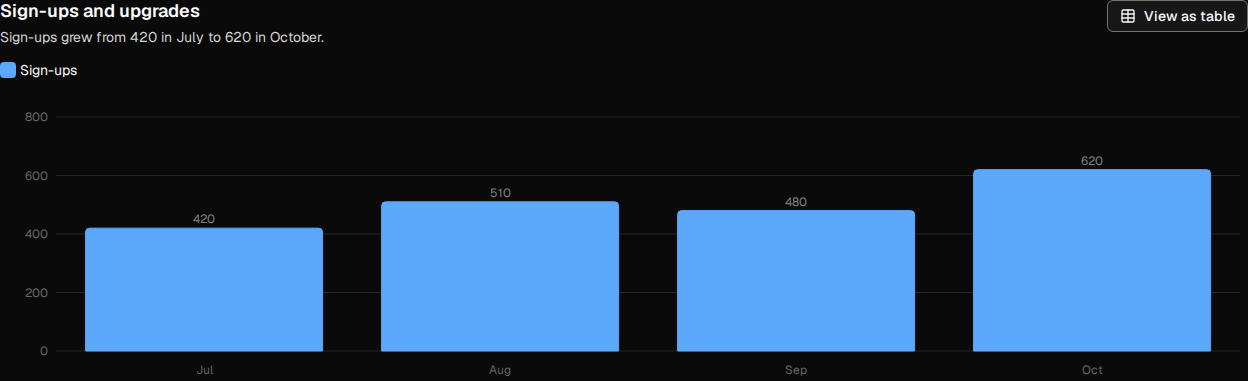 Sign-ups and upgrades
View as table
Sign-ups grew from 420 in July to 620 in October.
Sign-ups
800
600
400
200
0
420
510
480
620
Jul
Aug
Sep
Oct